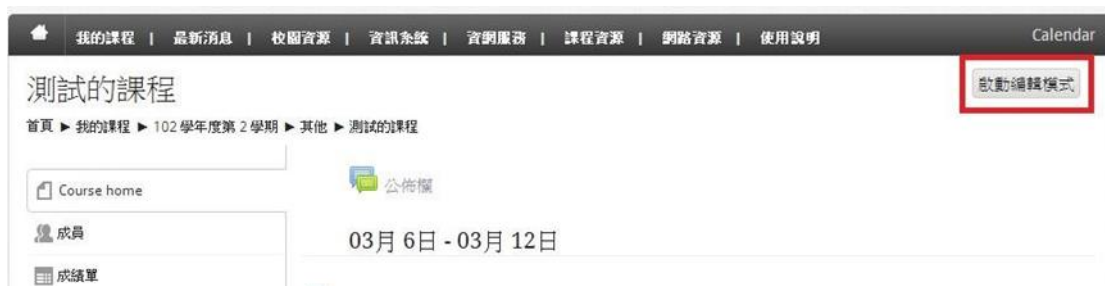 我的課程 | 最新消息 | 校園資源 | 資訊系統 | 資網服務 | 課程資源 | 網路資源 | 使用說明 Calendar
測試的課程 啟動編輯模式
首頁 ► 我的課程 ► 102 學年度第 2 學期 ► 其他 ► 測試的課程
Course home
公佈欄
成員
03月 6日 - 03月 12日
成績單